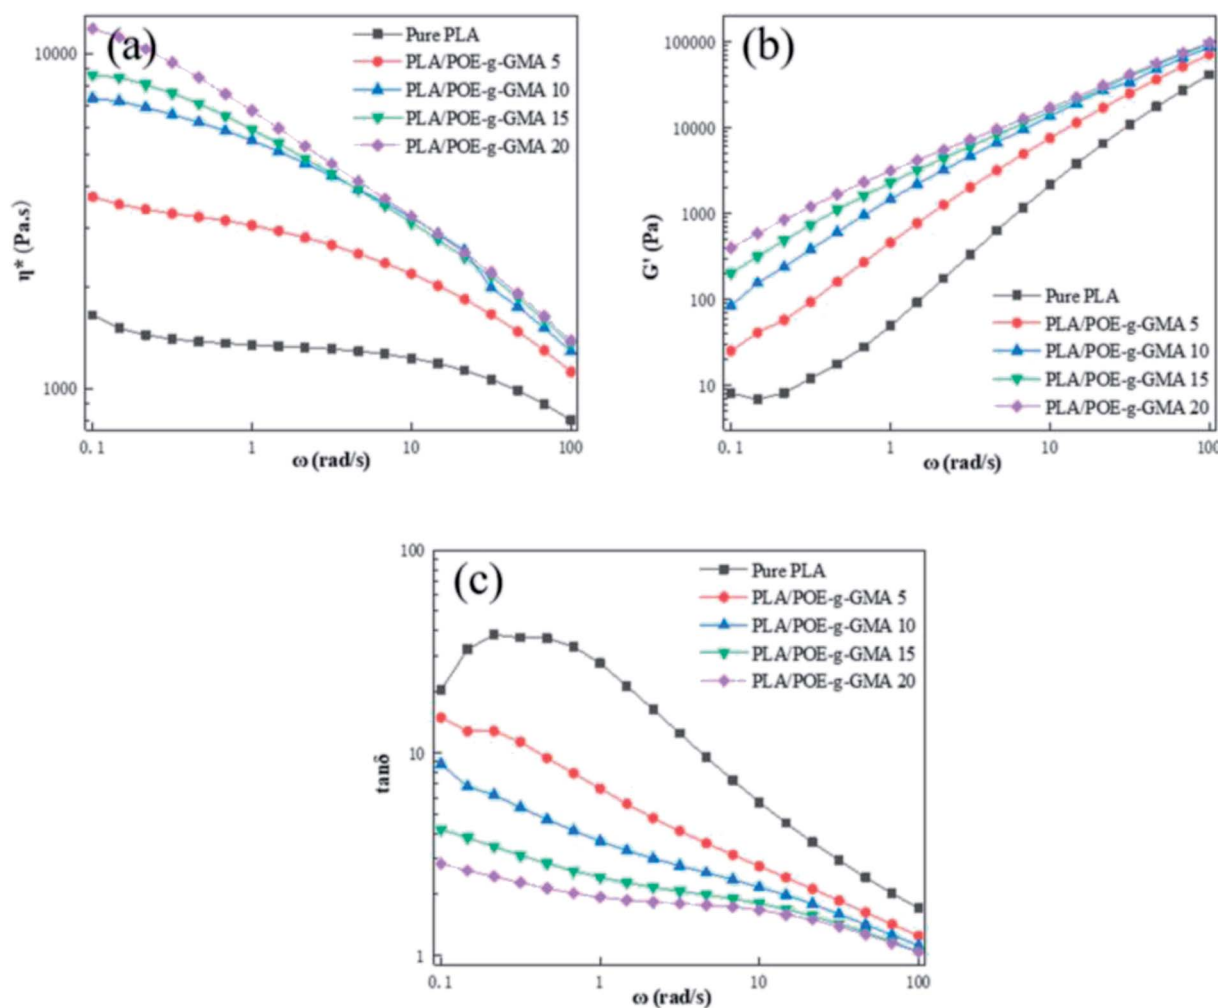 (a)
Pure PLA
PLA/POE-g-GMA 5
PLA/POE-g-GMA 10
PLA/POE-g-GMA 15
PLA/POE-g-GMA 20
10000
1000
η* (Pa.s)
0.1 1 10 100
ω (rad/s)
(b)
100000
10000
1000
100
10
G' (Pa)
Pure PLA
PLA/POE-g-GMA 5
PLA/POE-g-GMA 10
PLA/POE-g-GMA 15
PLA/POE-g-GMA 20
0.1 1 10 100
ω (rad/s)
(c)
100
10
1
tanδ
Pure PLA
PLA/POE-g-GMA 5
PLA/POE-g-GMA 10
PLA/POE-g-GMA 15
PLA/POE-g-GMA 20
0.1 1 10 100
ω (rad/s)